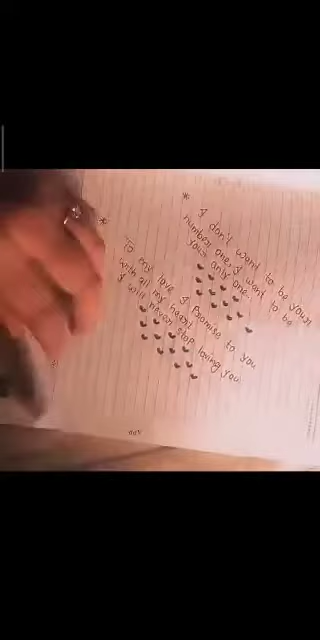 * I don't want to be your
number one, I want to be
your only one..
* To my love I promise to you
with all my heart
I will never stop loving you.